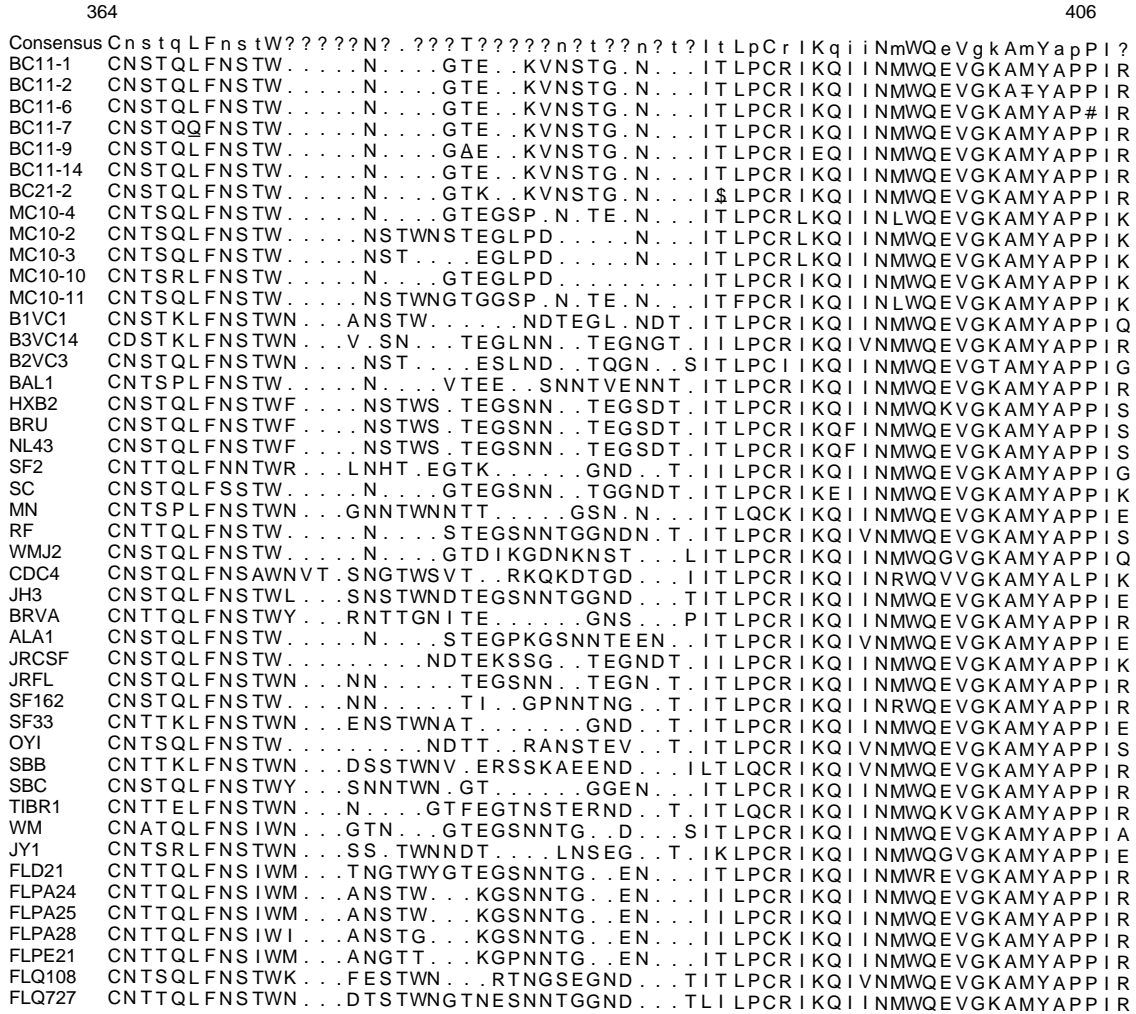 364 406
Consensus CnstqLFnstW?????N?.???T?????n?t??n?t?ItLpCrIKqiiNmWQeVgkAmYapPI?
BC11-1 CNSTQLFNSTW.....N....GTE..KVNSTG.N...ITLPCRIKQIINMWQEVGKAMYAPPIR
BC11-2 CNSTQLFNSTW.....N....GTE..KVNSTG.N...ITLPCRIKQIINMWQEVGKATYAPPIR
BC11-6 CNSTQLFNSTW.....N....GTE..KVNSTG.N...ITLPCRIKQIINMWQEVGKAMYAP#IR
BC11-7 CNSTQQFNSTW.....N....GTE..KVNSTG.N...ITLPCRIKQIINMWQEVGKAMYAPPIR
BC11-9 CNSTQLFNSTW.....N....GAE..KVNSTG.N...ITLPCRIEQIINMWQEVGKAMYAPPIR
BC11-14 CNSTQLFNSTW.....N....GTE..KVNSTG.N...ITLPCRIKQIINMWQEVGKAMYAPPIR
BC21-2 CNSTQLFNSTW.....N....GTK..KVNSTG.N...I$LPCRIKQIINMWQEVGKAMYAPPIR
MC10-4 CNTSQLFNSTW.....N....GTEGSP.N.TE.N...ITLPCRLKQIINLWQEVGKAMYAPPIK
MC10-2 CNTSQLFNSTW.....NSTWNSTEGLPD.....N...ITLPCRLKQIINMWQEVGKAMYAPPIK
MC10-3 CNTSQLFNSTW.....NST....EGLPD.....N...ITLPCRLKQIINMWQEVGKAMYAPPIK
MC10-10 CNTSRLFNSTW.....N....GTEGLPD.........ITLPCRIKQIINMWQEVGKAMYAPPIK
MC10-11 CNTSQLFNSTW.....NSTWNGTGGSP.N.TE.N...ITFPCRIKQIINLWQEVGKAMYAPPIK
B1VC1 CNSTKLFNSTWN...ANSTW......NDTEGL.NDT.ITLPCRIKQIINMWQEVGKAMYAPPIQ
B3VC14 CDSTKLFNSTWN...V.SN....TEGLNN..TEGNGT.IILPCRIKQIVNMWQEVGKAMYAPPIR
B2VC3 CNSTQLFNSTWN....NST....ESLND..TQGN..SITLPCIIKQIINMWQEVGTAMYAPPIG
BAL1 CNTSPLFNSTW.....N....VTEE..SNNTVENNT.ITLPCRIKQIINMWQEVGKAMYAPPIR
HXB2 CNSTQLFNSTWF....NSTWS.TEGSNN..TEGSDT.ITLPCRIKQIINMWQKVGKAMYAPPIS
BRU CNSTQLFNSTWF....NSTWS.TEGSNN..TEGSDT.ITLPCRIKQFINMWQEVGKAMYAPPIS
NL43 CNSTQLFNSTWF....NSTWS.TEGSNN..TEGSDT.ITLPCRIKQFINMWQEVGKAMYAPPIS
SF2 CNTTQLFNNTWR...LNHT.EGTK......GND..T.IILPCRIKQIINMWQEVGKAMYAPPIG
SC CNSTQLFSSTW.....N....GTEGSNN..TGGNDT.ITLPCRIKEIINMWQEVGKAMYAPPIK
MN CNTSPLFNSTWN...GNNTWNNTT.....GSN.N...ITLQCKIKQIINMWQEVGKAMYAPPIE
RF CNTTQLFNSTW.....N....STEGSNNTGGNDN.T.ITLPCRIKQIVNMWQEVGKAMYAPPIS
WMJ2 CNSTQLFNSTW.....N....GTDIKGDNKNST...LITLPCRIKQIINMWQGVGKAMYAPPIQ
CDC4 CNSTQLFNSAWNVT.SNGTWSVT..RKQKDTGD...IITLPCRIKQIINRWQVVGKAMYALPIK
JH3 CNSTQLFNSTWL...SNSTWNDTEGSNNTGGND...TITLPCRIKQIINMWQEVGKAMYAPPIE
BRVA CNTTQLFNSTWY...RNTTGNITE......GNS...PITLPCRIKQIINMWQEVGKAMYAPPIR
ALA1 CNSTQLFNSTW.....N....STEGPKGSNNTEEN..ITLPCRIKQIVNMWQEVGKAMYAPPIE
JRCSF CNSTQLFNSTW.........NDTEKSSG..TEGNDT.IILPCRIKQIINMWQEVGKAMYAPPIK
JRFL CNSTQLFNSTWN...NN.....TEGSNN..TEGN.T.ITLPCRIKQIINMWQEVGKAMYAPPIR
SF162 CNSTQLFNSTW....NN.....TI..GPNNTNG..T.ITLPCRIKQIINRWQEVGKAMYAPPIR
SF33 CNTTKLFNSTWN...ENSTWNAT.......GND..T.ITLPCRIKQIINMWQEVGKAMYAPPIE
OYI CNTSQLFNSTW.........NDTT..RANSTEV..T.ITLPCRIKQIVNMWQEVGKAMYAPPIS
SBB CNTTKLFNSTWN...DSSTWNV.ERSSKAEEND...ILTLQCRIKQIVNMWQEVGKAMYAPPIR
SBC CNSTQLFNSTWY...SNNTWN.GT......GGEN...ITLPCRIKQIINMWQEVGKAMYAPPIR
TIBR1 CNTTELFNSTWN...N....GTFEGTNSTERND..T.ITLQCRIKQIINMWQKVGKAMYAPPIR
WM CNATQLFNSIWN...GTN...GTEGSNNTG..D...SITLPCRIKQIINMWQEVGKAMYAPPIA
JY1 CNTSRLFNSTWN...SS.TWNNDT....LNSEG..T.IKLPCRIKQIINMWQGVGKAMYAPPIE
FLD21 CNTTQLFNSIWM...TNGTWYGTEGSNNTG..EN...ITLPCRIKQIINMWREVGKAMYAPPIR
FLPA24 CNTTQLFNSIWM...ANSTW...KGSNNTG..EN...IILPCRIKQIINMWQEVGKAMYAPPIR
FLPA25 CNTTQLFNSIWM...ANSTW...KGSNNTG..EN...IILPCRIKQIINMWQEVGKAMYAPPIR
FLPA28 CNTTQLFNSIWI...ANSTG...KGSNNTG..EN...IILPCKIKQIINMWQEVGKAMYAPPIR
FLPE21 CNTTQLFNSIWM...ANGTT...KGPNNTG..EN...ITLPCRIKQIINMWQEVGKAMYAPPIR
FLQ108 CNTSQLFNSTWK...FESTWN...RTNGSEGND...TITLPCRIKQIVNMWQEVGKAMYAPPIR
FLQ727 CNTTQLFNSTWN...DTSTWNGTNESNNTGGND...TLILPCRIKQIINMWQEVGKAMYAPPIR